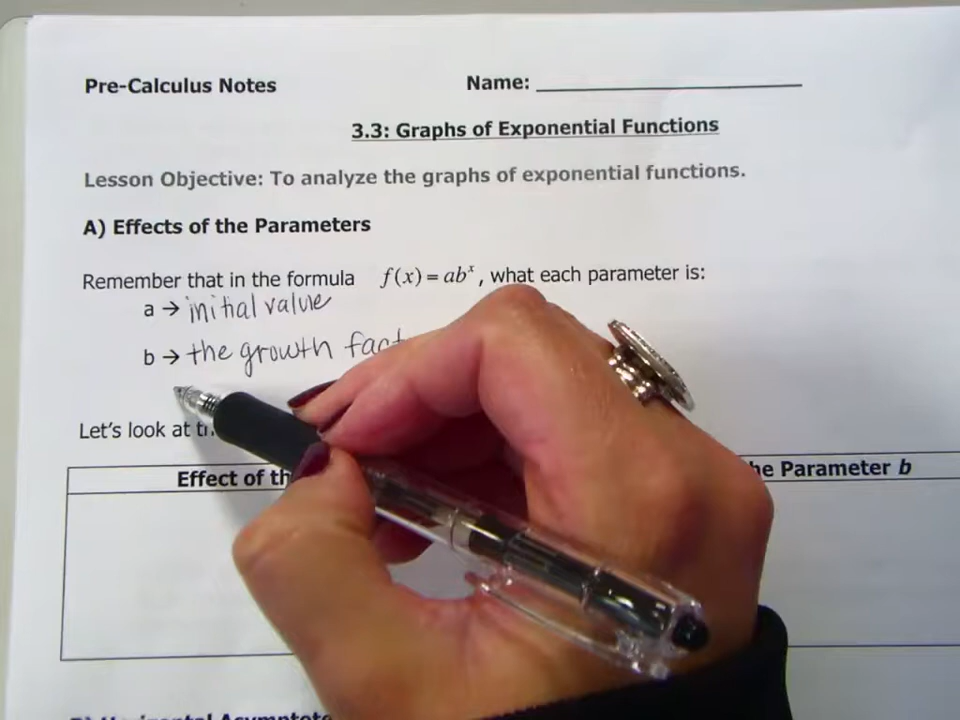 Pre-Calculus Notes Name:
3.3: Graphs of Exponential Functions
Lesson Objective: To analyze the graphs of exponential functions.
A) Effects of the Parameters
Remember that in the formula f(x) = abˣ, what each parameter is:
a → initial value
b → the growth
Let's look at
Effect of Parameter b